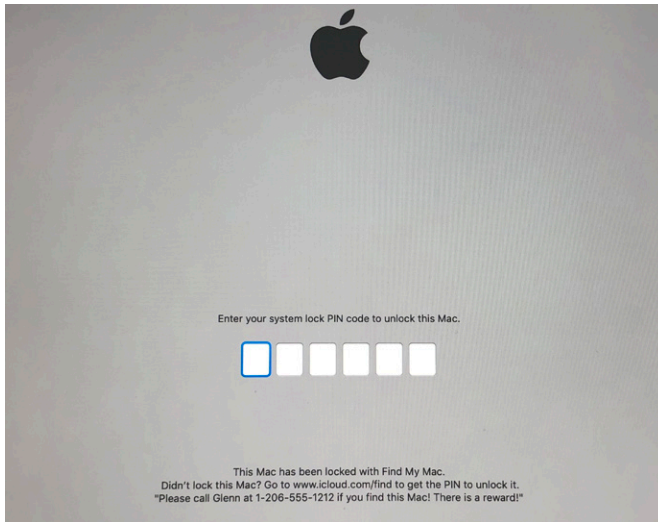 Enter your system lock PIN code to unlock this Mac.
This Mac has been locked with Find My Mac.
Didn't lock this Mac? Go to www.icloud.com/find to get the PIN to unlock it.
"Please call Glenn at 1-206-555-1212 if you find this Mac! There is a reward!"